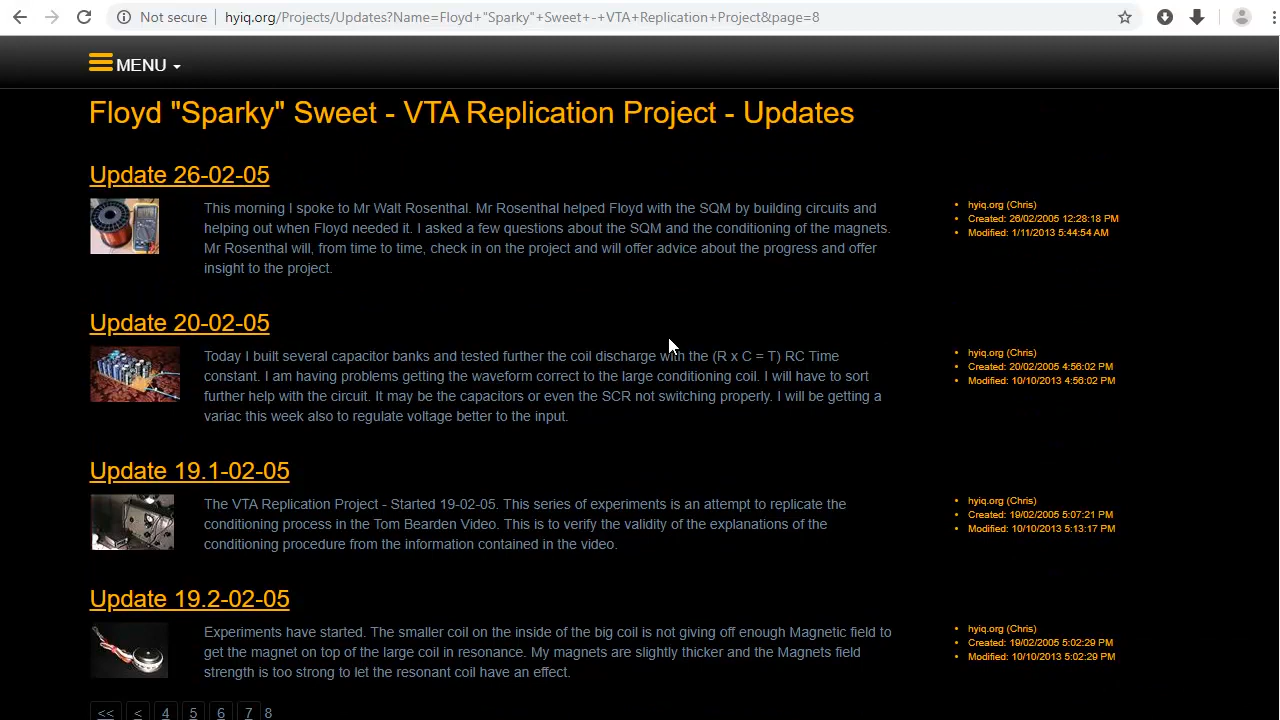 Not secure hyiq.org/Projects/Updates?Name=Floyd+"Sparky"+Sweet+-+VTA+Replication+Project&page=8
MENU
Floyd "Sparky" Sweet - VTA Replication Project - Updates
Update 26-02-05
This morning I spoke to Mr Walt Rosenthal. Mr Rosenthal helped Floyd with the SQM by building circuits and
helping out when Floyd needed it. I asked a few questions about the SQM and the conditioning of the magnets.
Mr Rosenthal will, from time to time, check in on the project and will offer advice about the progress and offer
insight to the project.
hyiq.org (Chris)
Created: 26/02/2005 12:28:18 PM
Modified: 1/11/2013 5:44:54 AM
Update 20-02-05
Today I built several capacitor banks and tested further the coil discharge with the (R x C = T) RC Time
constant. I am having problems getting the waveform correct to the large conditioning coil. I will have to sort
further help with the circuit. It may be the capacitors or even the SCR not switching properly. I will be getting a
variac this week also to regulate voltage better to the input.
hyiq.org (Chris)
Created: 20/02/2005 4:56:02 PM
Modified: 10/10/2013 4:56:02 PM
Update 19.1-02-05
The VTA Replication Project - Started 19-02-05. This series of experiments is an attempt to replicate the
conditioning process in the Tom Bearden Video. This is to verify the validity of the explanations of the
conditioning procedure from the information contained in the video.
hyiq.org (Chris)
Created: 19/02/2005 5:07:21 PM
Modified: 10/10/2013 5:13:17 PM
Update 19.2-02-05
Experiments have started. The smaller coil on the inside of the big coil is not giving off enough Magnetic field to
get the magnet on top of the large coil in resonance. My magnets are slightly thicker and the Magnets field
strength is too strong to let the resonant coil have an effect.
hyiq.org (Chris)
Created: 19/02/2005 5:02:29 PM
Modified: 10/10/2013 5:02:29 PM
<< < 4 5 6 7 8